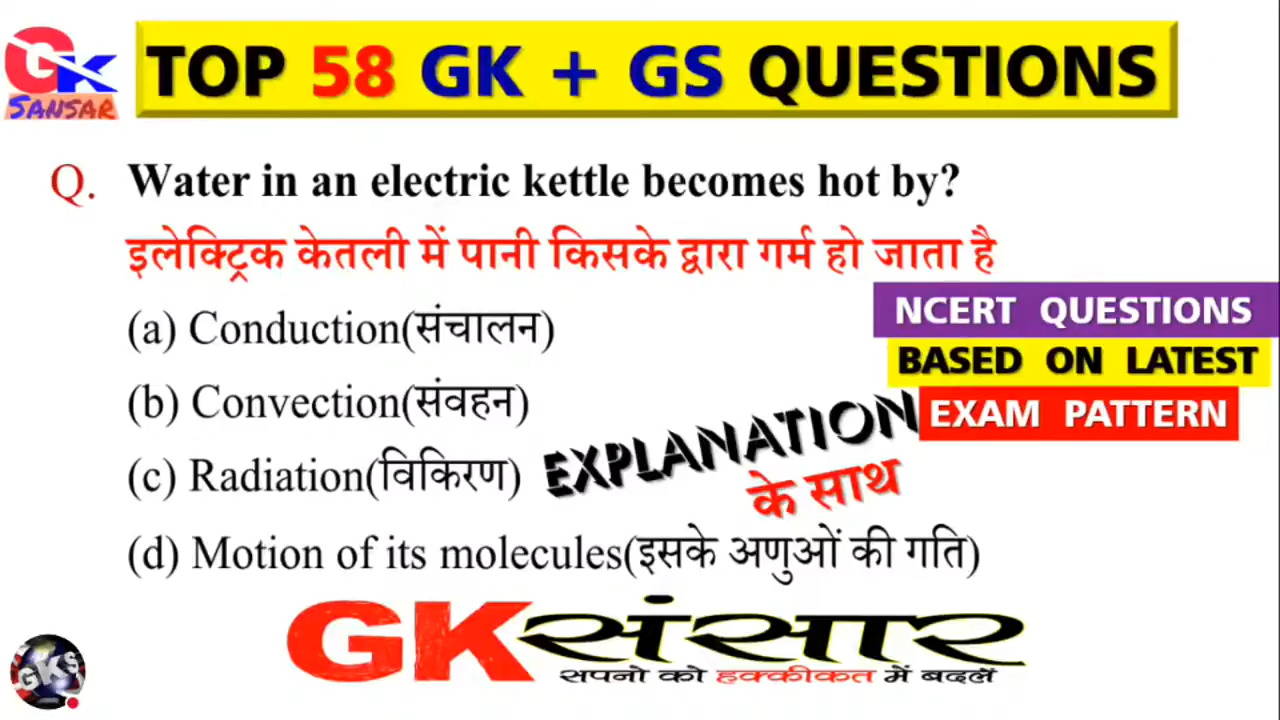 GK
SANSAR
TOP 58 GK + GS QUESTIONS
Q. Water in an electric kettle becomes hot by?
इलेक्ट्रिक केतली में पानी किसके द्वारा गर्म हो जाता है
(a) Conduction(संचालन)
(b) Convection(संवहन)
(c) Radiation(विकिरण)
(d) Motion of its molecules(इसके अणुओं की गति)
NCERT QUESTIONS
BASED ON LATEST
EXAM PATTERN
EXPLANATION
के साथ
GK संसार
सपनो को हक्कीकत में बदलें
GKS